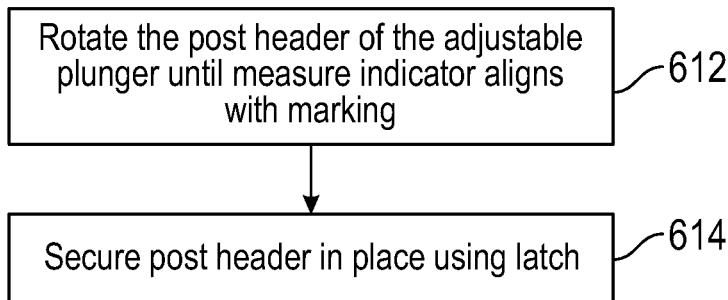 Rotate the post header of the adjustable
plunger until measure indicator aligns
with marking
612
Secure post header in place using latch
614